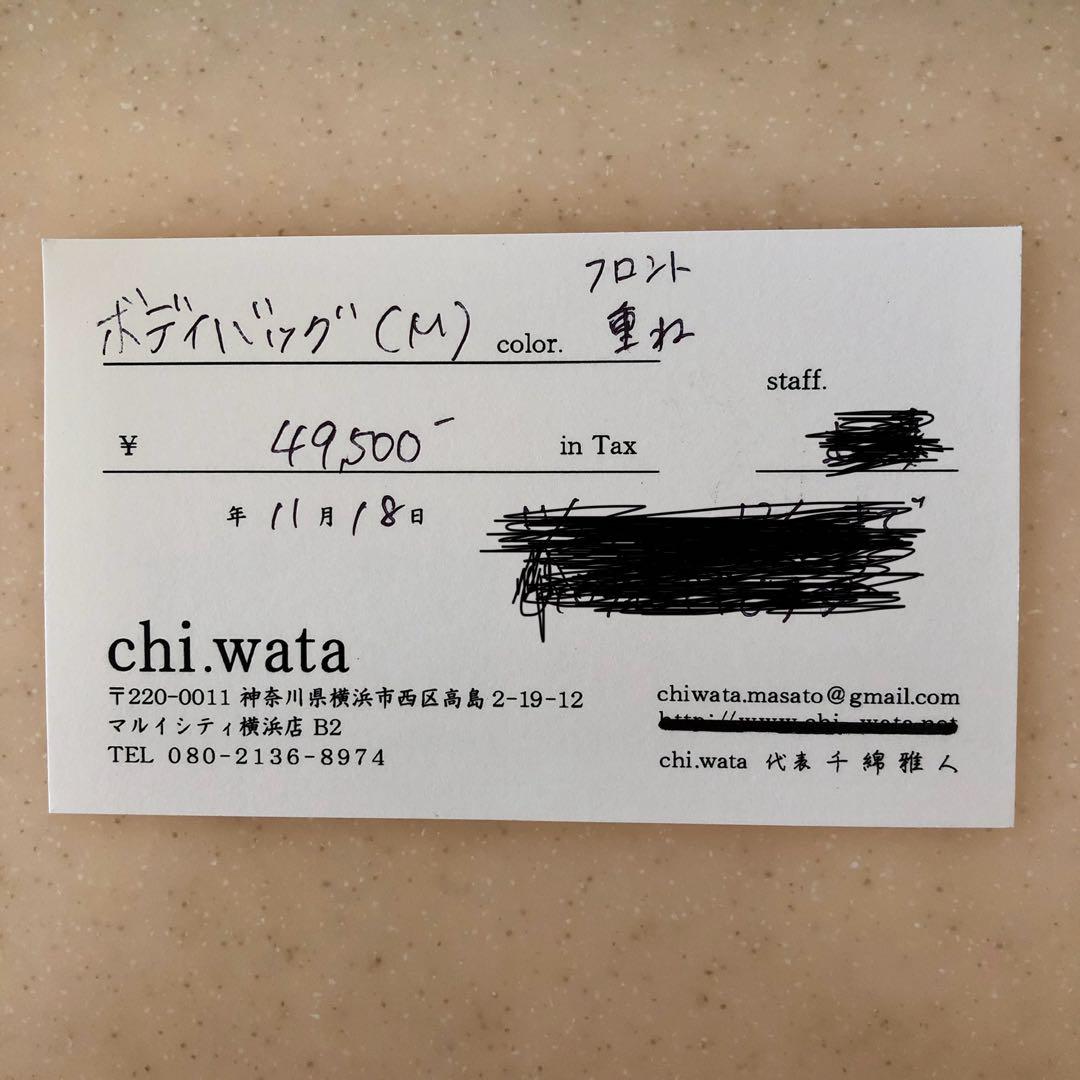 フロント
ボディバッグ(M) color. 重ね
staff.
¥ 49,500- in Tax
年 11月 18日
chi.wata
〒220-0011 神奈川県横浜市西区高島 2-19-12
マルイシティ横浜店 B2
TEL 080-2136-8974
chiwata.masato@gmail.com
chi.wata 代表 千綿雅人